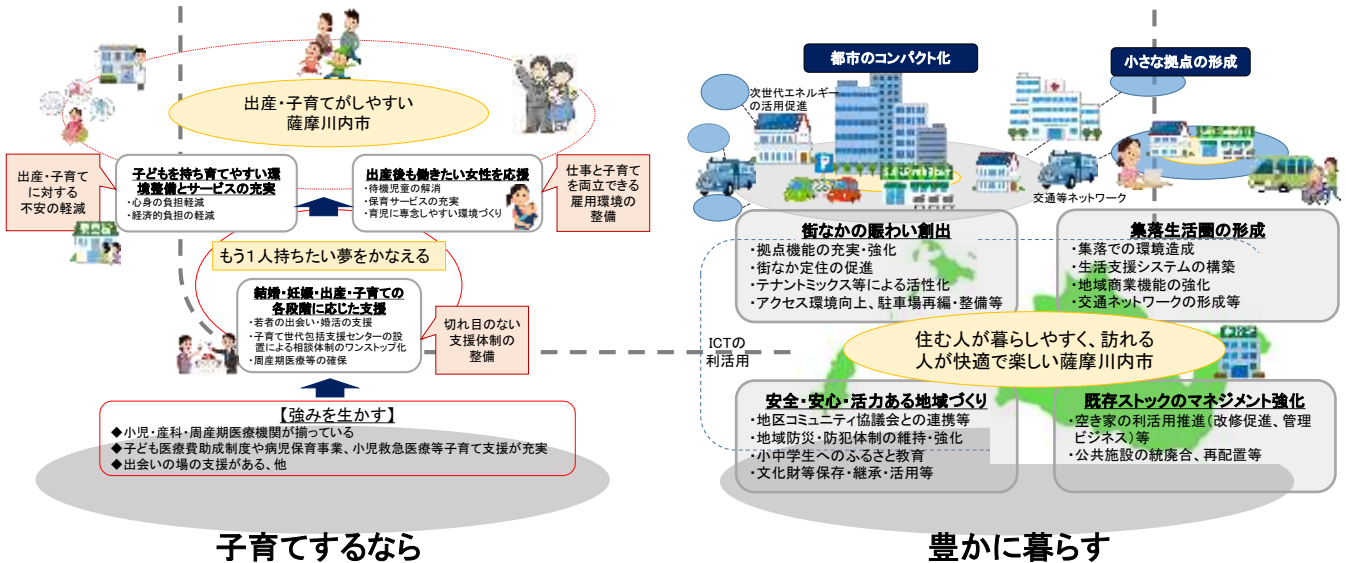 出産・子育てがしやすい
薩摩川内市
出産・子育て
に対する
不安の軽減
子どもを持ち育てやすい環
境整備とサービスの充実
・心身の負担軽減
・経済的負担の軽減
出産後も働きたい女性を応援
・待機児童の解消
・保育サービスの充実
・育児に専念しやすい環境づくり
仕事と子育て
を両立できる
雇用環境の
整備
もう1人持ちたい夢をかなえる
結婚・妊娠・出産・子育ての
各段階に応じた支援
・若者の出会い・婚活の支援
・子育て世代包括支援センターの設
置による相談体制のワンストップ化
・周産期医療等の確保
切れ目のない
支援体制の
整備
【強みを生かす】
◆小児・産科・周産期医療機関が揃っている
◆子ども医療費助成制度や病児保育事業、小児救急医療等子育て支援が充実
◆出会いの場の支援がある、他
子育てするなら
都市のコンパクト化
小さな拠点の形成
次世代エネルギー
の活用促進
交通等ネットワーク
街なかの賑わい創出
・拠点機能の充実・強化
・街なか定住の促進
・テナントミックス等による活性化
・アクセス環境向上、駐車場再編・整備等
集落生活圏の形成
・集落での環境造成
・生活支援システムの構築
・地域商業機能の強化
・交通ネットワークの形成等
ICTの
利活用
住む人が暮らしやすく、訪れる
人が快適で楽しい薩摩川内市
安全・安心・活力ある地域づくり
・地区コミュニティ協議会との連携等
・地域防災・防犯体制の維持・強化
・小中学生へのふるさと教育
・文化財等保存・継承・活用等
既存ストックのマネジメント強化
・空き家の利活用推進(改修促進、管理
ビジネス)等
・公共施設の統廃合、再配置等
豊かに暮らす